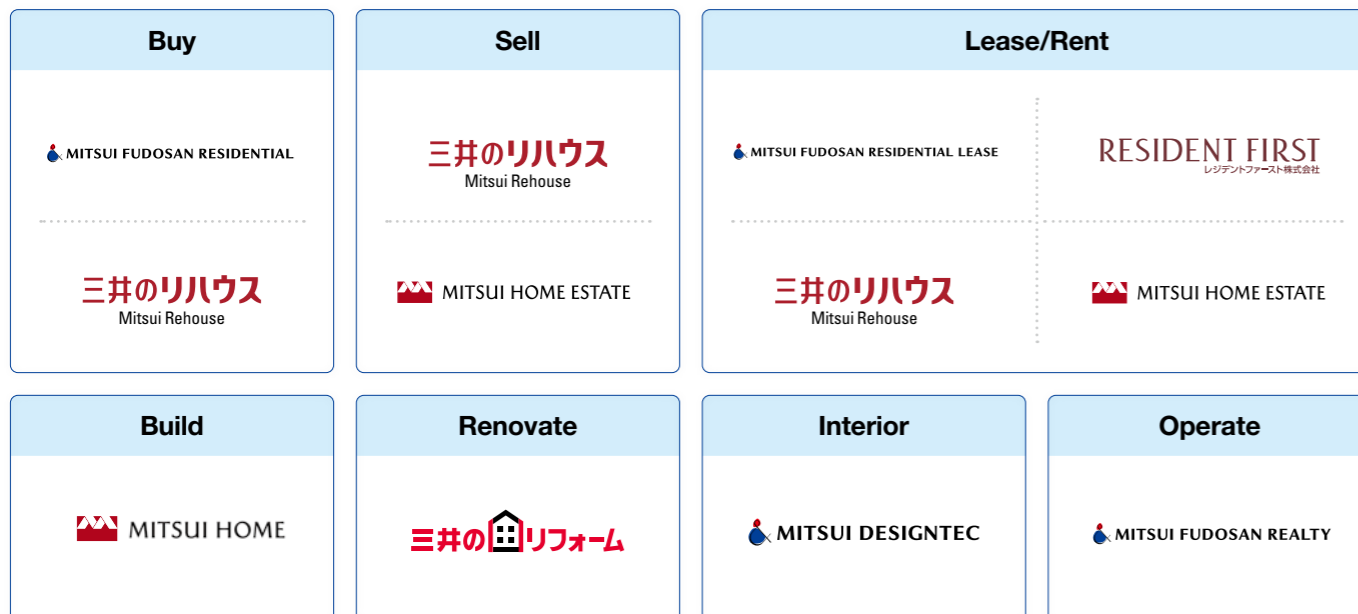 Buy
MITSUI FUDOSAN RESIDENTIAL
三井のリハウス
Mitsui Rehouse
Sell
三井のリハウス
Mitsui Rehouse
MITSUI HOME ESTATE
Lease/Rent
MITSUI FUDOSAN RESIDENTIAL LEASE
RESIDENT FIRST
レジデントファースト株式会社
三井のリハウス
Mitsui Rehouse
MITSUI HOME ESTATE
Build
MITSUI HOME
Renovate
三井のリフォーム
Interior
MITSUI DESIGNTEC
Operate
MITSUI FUDOSAN REALTY